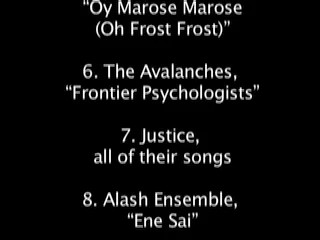 “Oy Marose Marose
(Oh Frost Frost)”
6. The Avalanches,
“Frontier Psychologists”
7. Justice,
all of their songs
8. Alash Ensemble,
“Ene Sai”